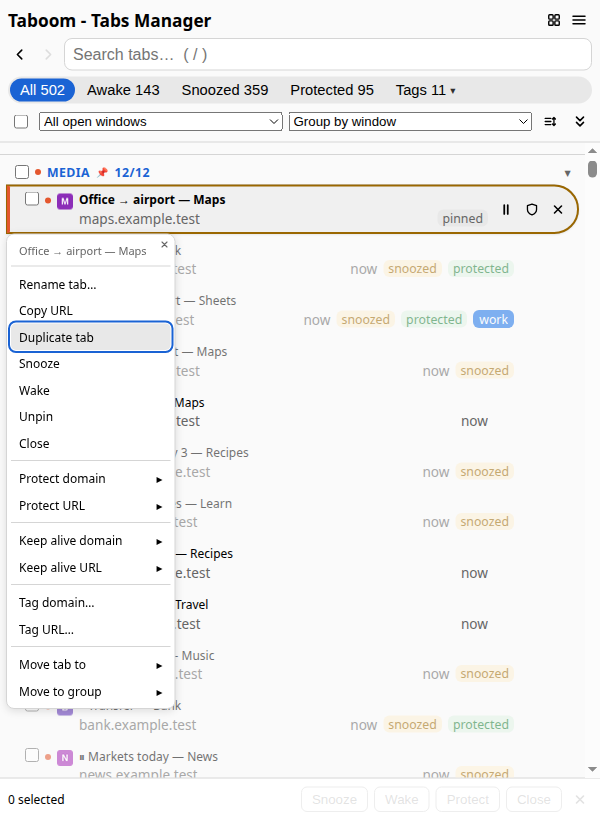 Taboom - Tabs Manager
Search tabs… ( / )
All 502 Awake 143 Snoozed 359 Protected 95 Tags 11 ▾
All open windows Group by window
MEDIA 📌 12/12 ▼
M Office → airport — Maps
maps.example.test pinned
Office → airport — Maps ×
Rename tab...
Copy URL
Duplicate tab
Snooze
Wake
Unpin
Close
Protect domain ▸
Protect URL ▸
Keep alive domain ▸
Keep alive URL ▸
Tag domain...
Tag URL...
Move tab to ▸
Move to group ▸
k
test now snoozed protected
t — Sheets
test now snoozed protected work
t — Maps
.test now snoozed
Maps
.test now
y 3 — Recipes
e.test now snoozed
es — Learn
.test now snoozed
— Recipes
e.test now
Travel
.test now
- Music
.test now snoozed
Bank
bank.example.test now snoozed protected
N Markets today — News
news.example.test now snoozed
0 selected Snooze Wake Protect Close ✕